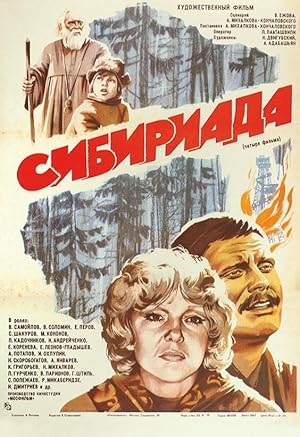 ХУДОЖЕСТВЕННЫЙ ФИЛЬМ
Сценарий В. ЕЖОВА,
А. МИХАЛКОВА-КОНЧАЛОВСКОГО
Постановка А. МИХАЛКОВА-КОНЧАЛОВСКОГО
Оператор Л. ПААТАШВИЛИ
Художники: Н. ДВИГУБСКИЙ,
А. АДАБАШЬЯН
СИБИРИАДА
(четыре фильма)
В ролях:
В. САМОЙЛОВ, В. СОЛОМИН, Е. ПЕРОВ,
С. ШАКУРОВ, М. КОНОНОВ,
П. КАДОЧНИКОВ, Н. АНДРЕЙЧЕНКО,
Е. КОРЕНЕВА, Е. ЛЕОНОВ-ГЛАДЫШЕВ,
А. ПОТАПОВ, И. ОХЛУПИН,
Н. СКОРОБОГАТОВ, А. ЯНВАРЕВ,
К. ГРИГОРЬЕВ, Н. МИХАЛКОВ,
Л. ГУРЧЕНКО, В. ЛАРИОНОВ, Г. ШТИЛЬ,
С. ПОЛЕЖАЕВ, Р. МИКАБЕРИДЗЕ,
Н. ДМИТРИЕВ и др.
ПРОИЗВОДСТВО КИНОСТУДИИ
«МОСФИЛЬМ»